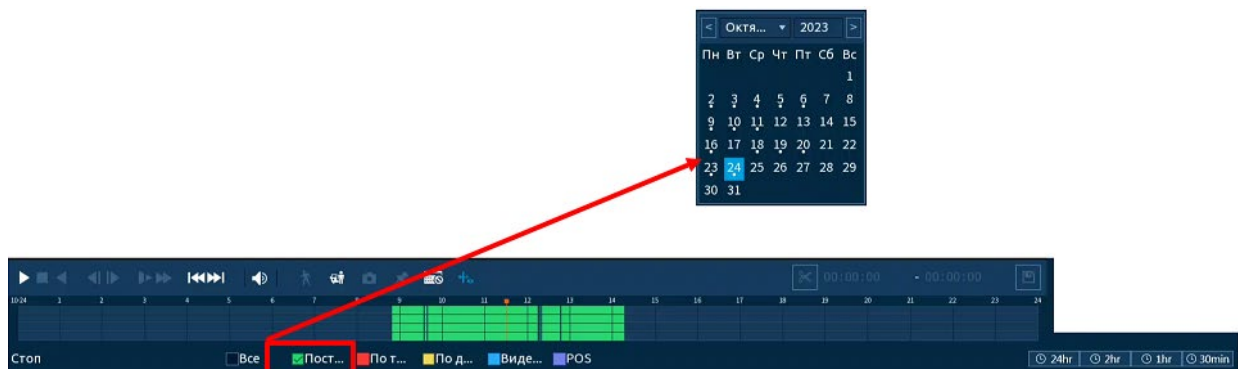 < Октя... 2023 >
Пн Вт Ср Чт Пт Сб Вс
1
2 3 4 5 6 7 8
9 10 11 12 13 14 15
16 17 18 19 20 21 22
23 24 25 26 27 28 29
30 31
00:00:00 - 00:00:00
10-24 1 2 3 4 5 6 7 8 9 10 11 12 13 14 15 16 17 18 19 20 21 22 23 24
Стоп Все Пост... По т... По д... Виде... POS 24hr 2hr 1hr 30min